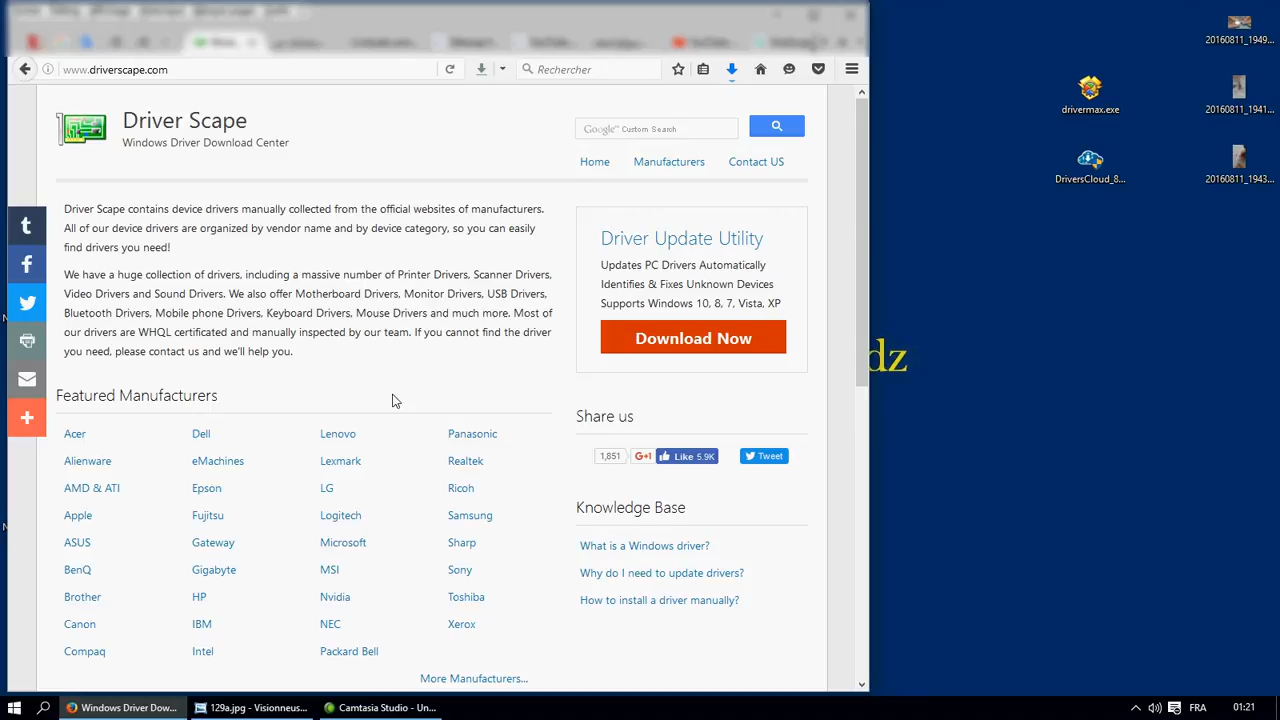 www.driverscape.com
Rechercher
Driver Scape
Windows Driver Download Center
Google™ Custom Search
Home Manufacturers Contact US
Driver Scape contains device drivers manually collected from the official websites of manufacturers.
All of our device drivers are organized by vendor name and by device category, so you can easily
find drivers you need!
We have a huge collection of drivers, including a massive number of Printer Drivers, Scanner Drivers,
Video Drivers and Sound Drivers. We also offer Motherboard Drivers, Monitor Drivers, USB Drivers,
Bluetooth Drivers, Mobile phone Drivers, Keyboard Drivers, Mouse Drivers and much more. Most of
our drivers are WHQL certificated and manually inspected by our team. If you cannot find the driver
you need, please contact us and we'll help you.
Driver Update Utility
Updates PC Drivers Automatically
Identifies & Fixes Unknown Devices
Supports Windows 10, 8, 7, Vista, XP
Download Now
Featured Manufacturers
Acer Dell Lenovo Panasonic
Alienware eMachines Lexmark Realtek
AMD & ATI Epson LG Ricoh
Apple Fujitsu Logitech Samsung
ASUS Gateway Microsoft Sharp
BenQ Gigabyte MSI Sony
Brother HP Nvidia Toshiba
Canon IBM NEC Xerox
Compaq Intel Packard Bell
More Manufacturers...
Share us
1,851 G+1 Like 5.9K Tweet
Knowledge Base
What is a Windows driver?
Why do I need to update drivers?
How to install a driver manually?
drivermax.exe
DriversCloud_8...
20160811_1949...
20160811_1941...
20160811_1943...
dz
Windows Driver Dow... 129a.jpg - Visionneus... Camtasia Studio - Un... FRA 01:21